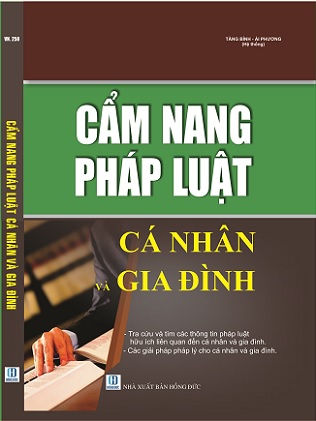 VH. 258
CẨM NANG PHÁP LUẬT CÁ NHÂN VÀ GIA ĐÌNH
TĂNG BÌNH - ÁI PHƯƠNG
(Hệ thống)
CẨM NANG
PHÁP LUẬT
CÁ NHÂN
VÀ GIA ĐÌNH
- Tra cứu và tìm các thông tin pháp luật
hữu ích liên quan đến cá nhân và gia đình.
- Các giải pháp pháp lý cho cá nhân và gia đình.
NHÀ XUẤT BẢN HỒNG ĐỨC